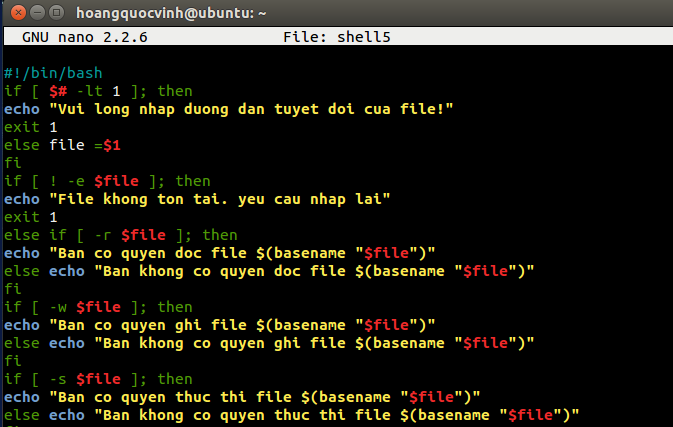 hoangquocvinh@ubuntu: ~
GNU nano 2.2.6 File: shell5
#!/bin/bash
if [ $# -lt 1 ]; then
echo "Vui long nhap duong dan tuyet doi cua file!"
exit 1
else file =$1
fi
if [ ! -e $file ]; then
echo "File khong ton tai. yeu cau nhap lai"
exit 1
else if [ -r $file ]; then
echo "Ban co quyen doc file $(basename "$file")"
else echo "Ban khong co quyen doc file $(basename "$file")"
fi
if [ -w $file ]; then
echo "Ban co quyen ghi file $(basename "$file")"
else echo "Ban khong co quyen ghi file $(basename "$file")"
fi
if [ -s $file ]; then
echo "Ban co quyen thuc thi file $(basename "$file")"
else echo "Ban khong co quyen thuc thi file $(basename "$file")"